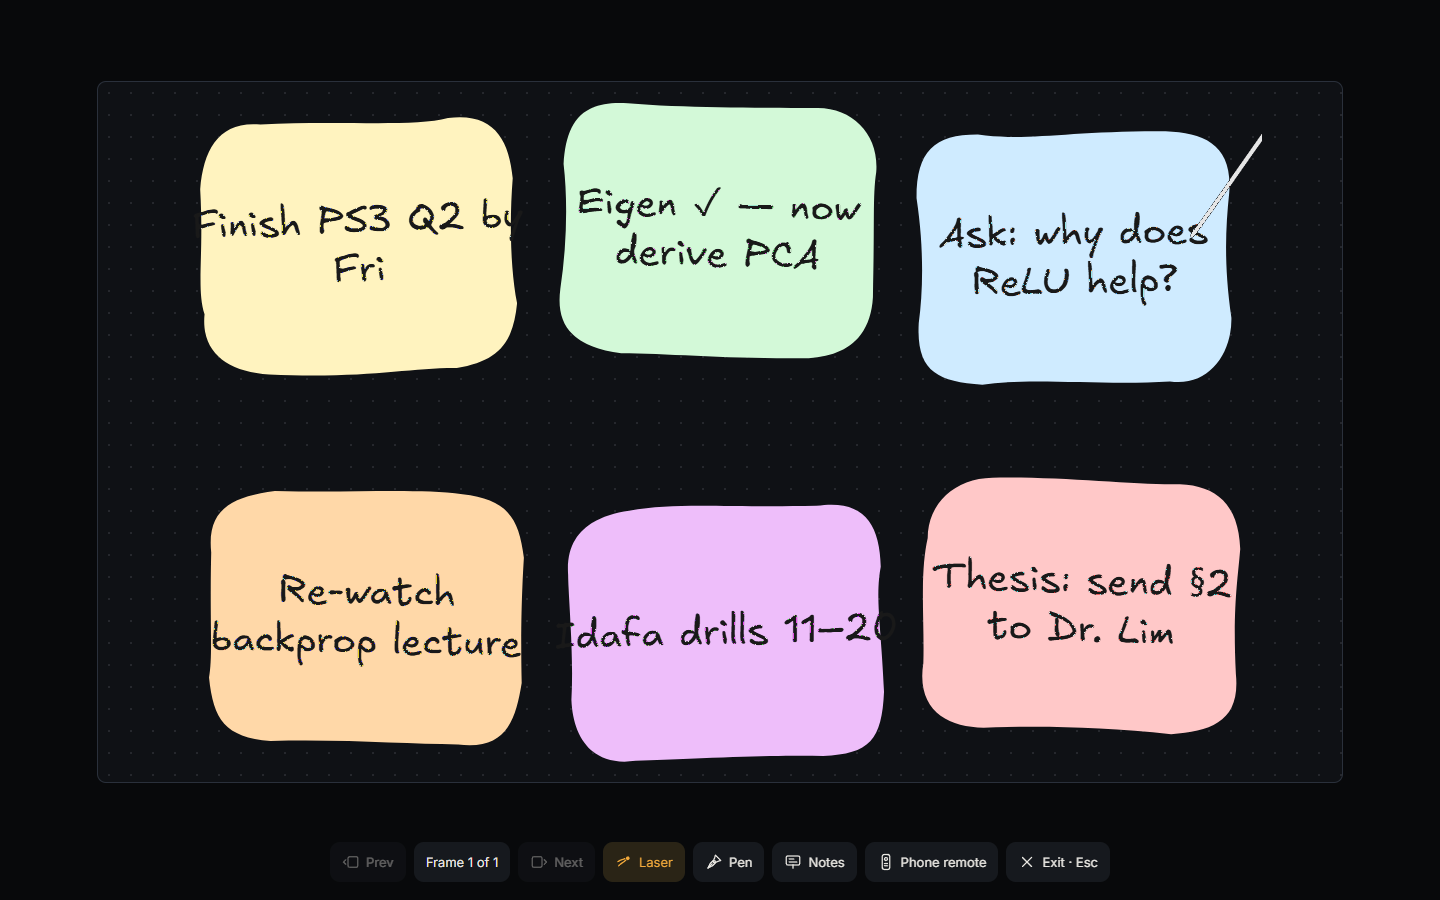 Finish PS3 Q2 by
Fri
Eigen ✓ — now
derive PCA
Ask: why does
ReLU help?
Re-watch
backprop lecture
Idafa drills 11–20
Thesis: send §2
to Dr. Lim
Prev
Frame 1 of 1
Next
Laser
Pen
Notes
Phone remote
Exit · Esc